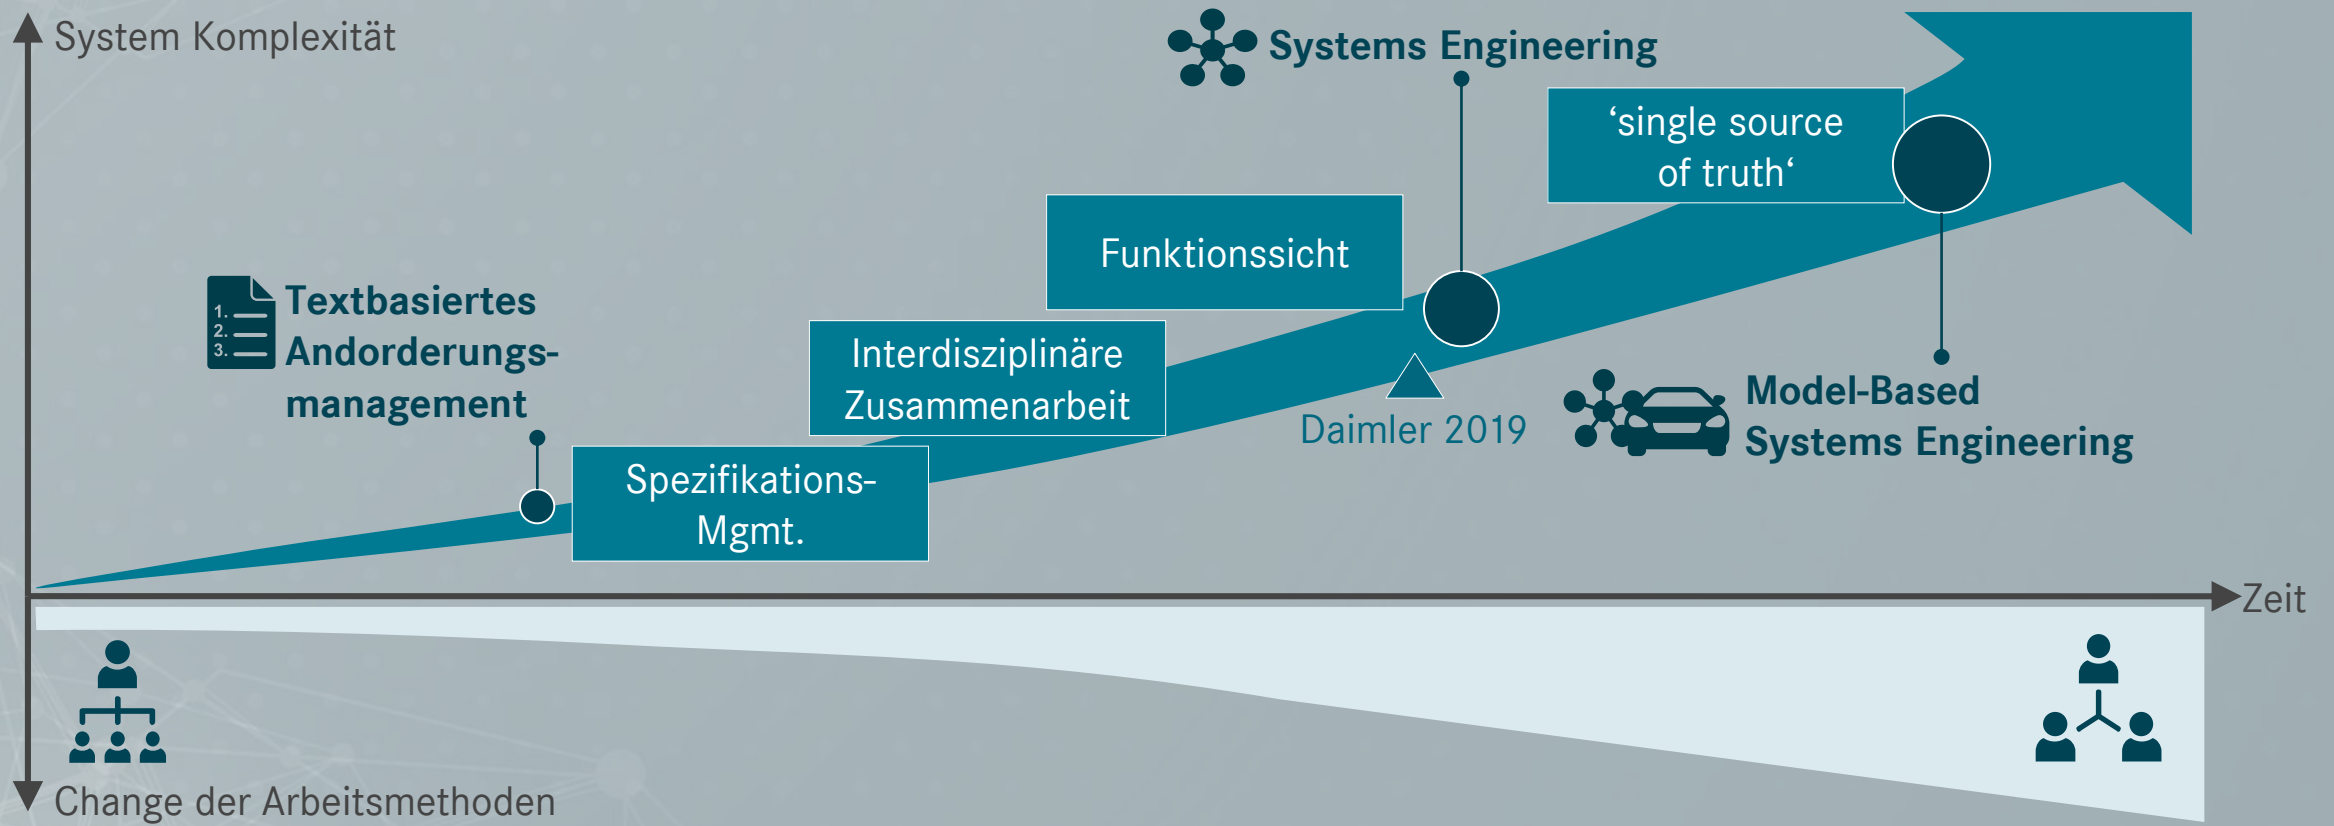 System Komplexität
Systems Engineering
‘single source
of truth‘
Funktionssicht
1.
2.
3.
Textbasiertes
Andorderungs-
management
Interdisziplinäre
Zusammenarbeit
Daimler 2019
Model-Based
Systems Engineering
Spezifikations-
Mgmt.
Zeit
Change der Arbeitsmethoden